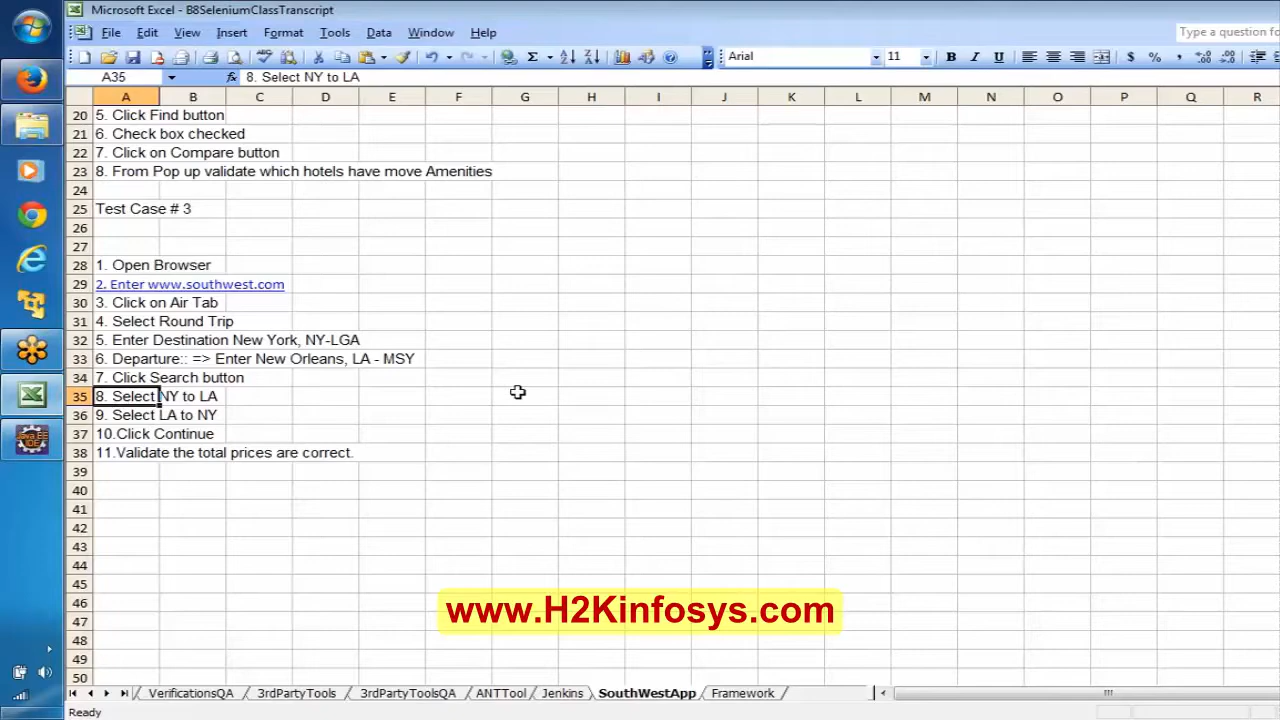 Microsoft Excel - B8SeleniumClassTranscript
File Edit View Insert Format Tools Data Window Help
Type a question fo
Arial 11 B I U $ %
A35 fx 8. Select NY to LA
A B C D E F G H I J K L M N O P Q R
20 5. Click Find button
21 6. Check box checked
22 7. Click on Compare button
23 8. From Pop up validate which hotels have move Amenities
24
25 Test Case # 3
26
27
28 1. Open Browser
29 2. Enter www.southwest.com
30 3. Click on Air Tab
31 4. Select Round Trip
32 5. Enter Destination New York, NY-LGA
33 6. Departure:: => Enter New Orleans, LA - MSY
34 7. Click Search button
35 8. Select NY to LA
36 9. Select LA to NY
37 10.Click Continue
38 11.Validate the total prices are correct.
39
40
41
42
43
44
45
46
47
48
49
50
www.H2Kinfosys.com
VerificationsQA 3rdPartyTools 3rdPartyToolsQA ANTTool Jenkins SouthWestApp Framework
Ready